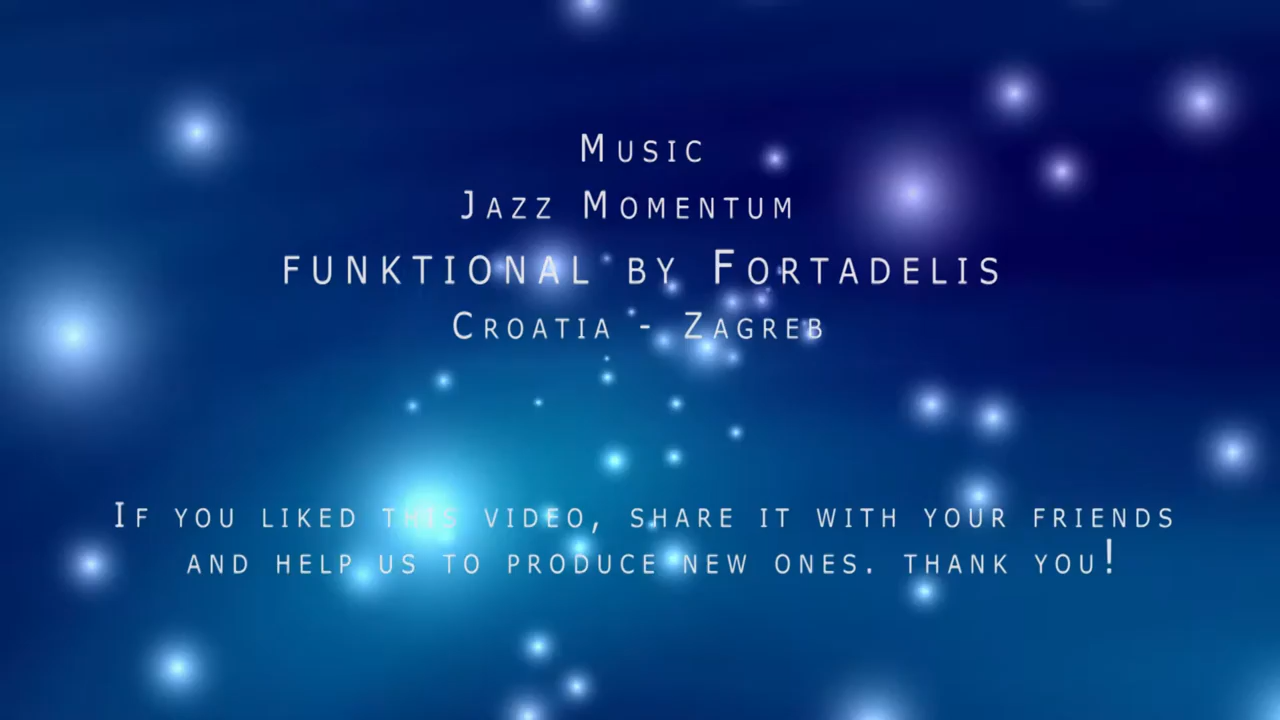 Music
Jazz Momentum
funktional by Fortadelis
Croatia - Zagreb
If you liked this video, share it with your friends
and help us to produce new ones. thank you!